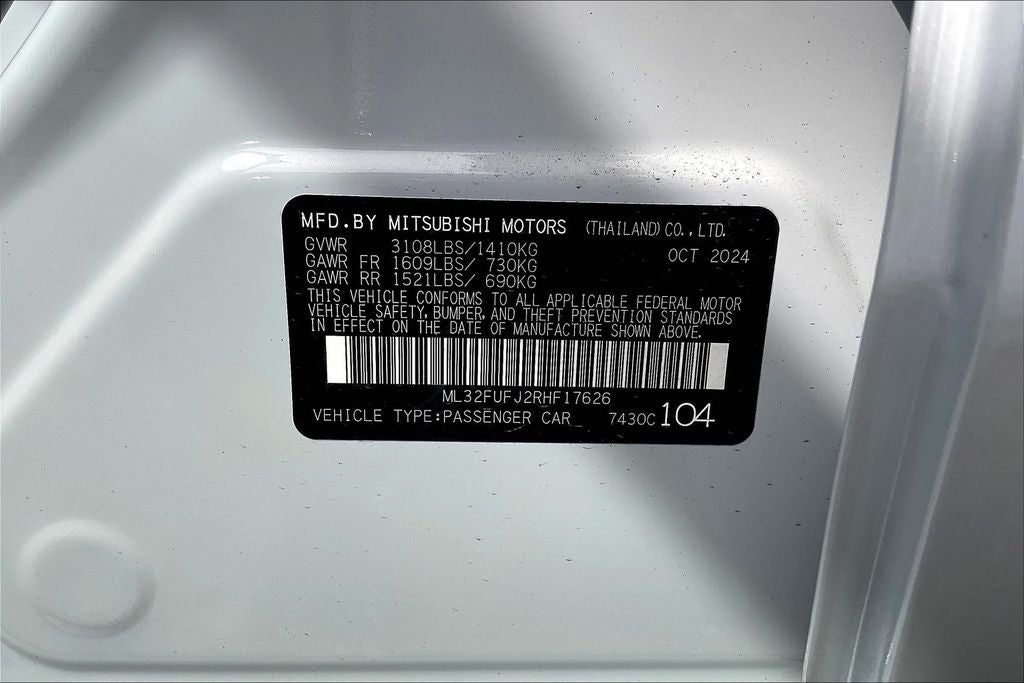 MFD.BY MITSUBISHI MOTORS (THAILAND) CO.,LTD.
GVWR 3108LBS/1410KG OCT 2024
GAWR FR 1609LBS/ 730KG
GAWR RR 1521LBS/ 690KG
THIS VEHICLE CONFORMS TO ALL APPLICABLE FEDERAL MOTOR
VEHICLE SAFETY, BUMPER, AND THEFT PREVENTION STANDARDS
IN EFFECT ON THE DATE OF MANUFACTURE SHOWN ABOVE.
ML32FUFJ2RHF17626
VEHICLE TYPE:PASSENGER CAR 7430C 104